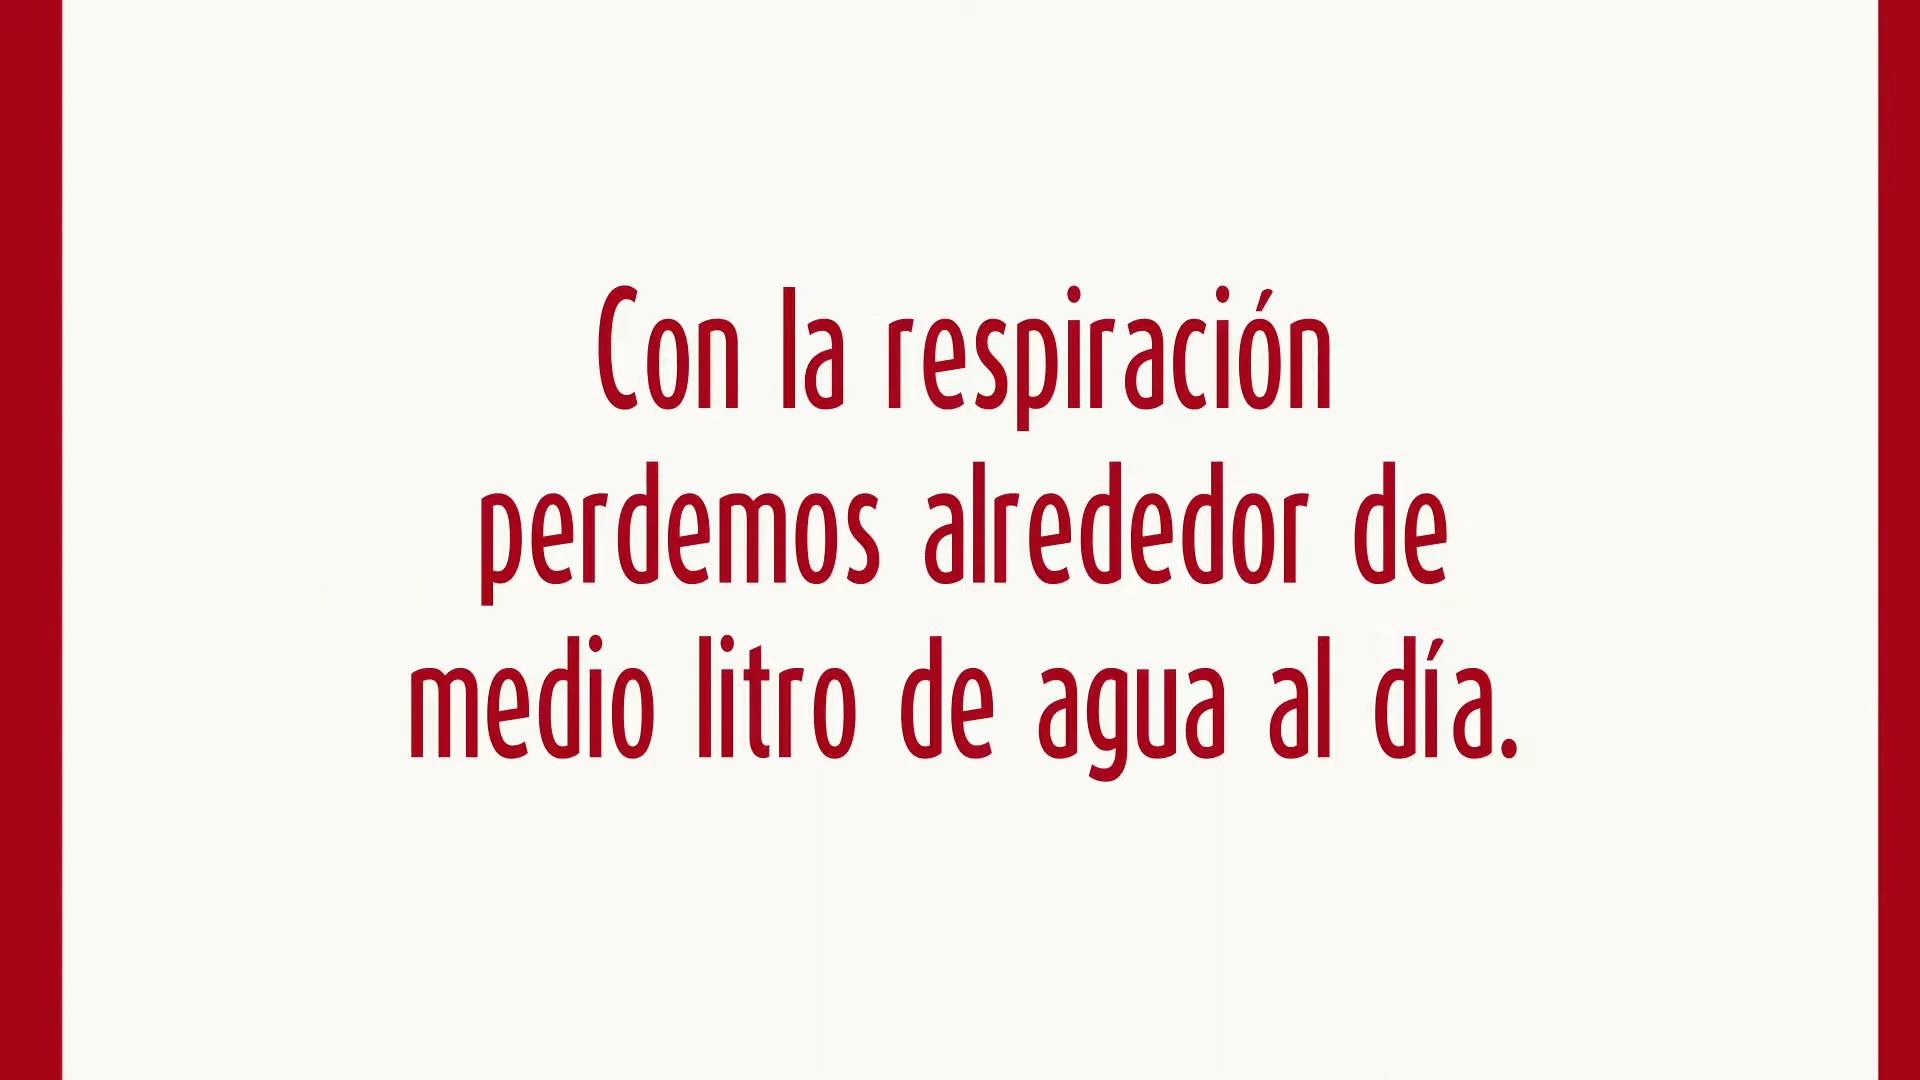 Con la respiración
perdemos alrededor de
medio litro de agua al día.